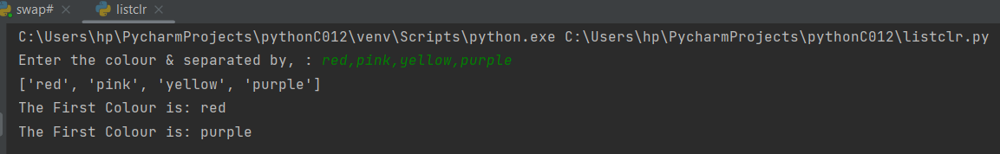 swap# × listclr ×
C:\Users\hp\PycharmProjects\pythonC012\venv\Scripts\python.exe C:\Users\hp\PycharmProjects\pythonC012\listclr.py
Enter the colour & separated by, : red,pink,yellow,purple
['red', 'pink', 'yellow', 'purple']
The First Colour is: red
The First Colour is: purple